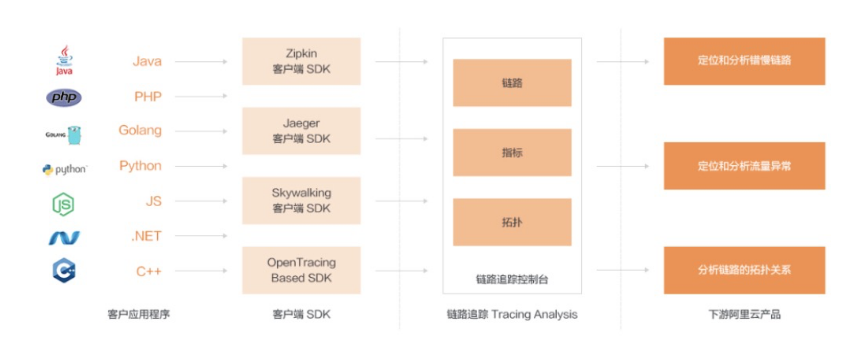 Java
Java
php
PHP
GOLANG
Golang
python
Python
JS
JS
.NET
C++
C++
客户应用程序
Zipkin
客户端 SDK
Jaeger
客户端 SDK
Skywalking
客户端 SDK
OpenTracing
Based SDK
客户端 SDK
链路
指标
拓扑
链路追踪控制台
链路追踪 Tracing Analysis
定位和分析错慢链路
定位和分析流量异常
分析链路的拓扑关系
下游阿里云产品